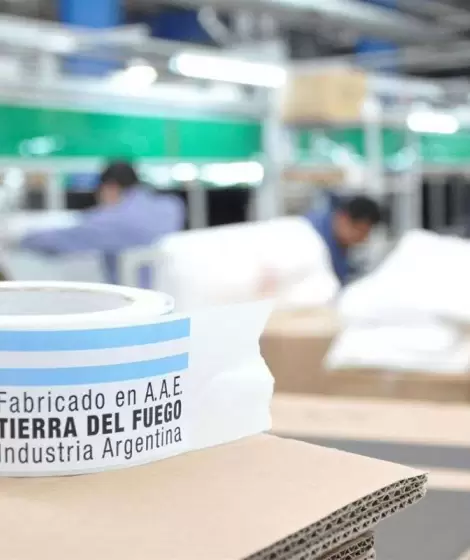 Fabricado en A.A.E.
TIERRA DEL FUEGO
Industria Argentina